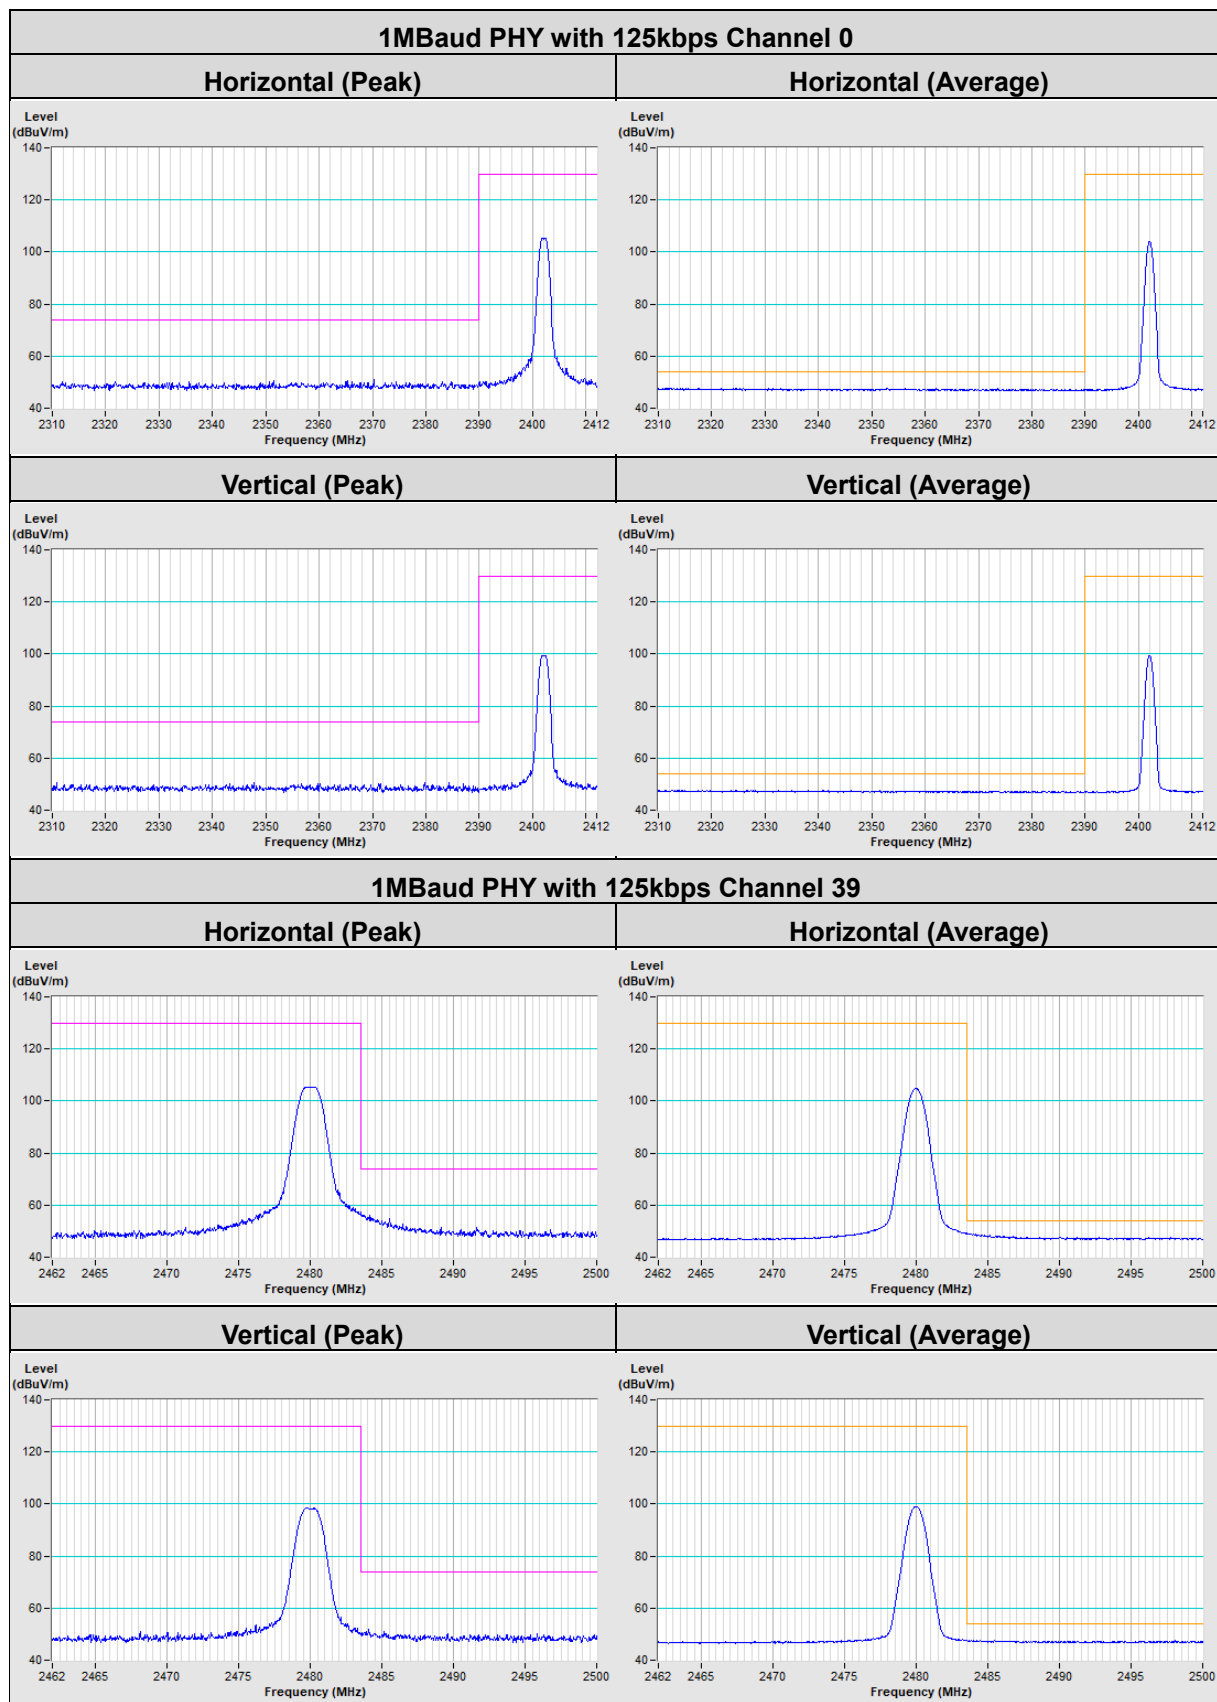 1MBaud PHY with 125kbps Channel 0
Horizontal (Peak) Horizontal (Average)
Level
(dBuV/m)
140
120
100
80
60
40
2310 2320 2330 2340 2350 2360 2370 2380 2390 2400 2412
Frequency (MHz)
Level
(dBuV/m)
140
120
100
80
60
40
2310 2320 2330 2340 2350 2360 2370 2380 2390 2400 2412
Frequency (MHz)
Vertical (Peak) Vertical (Average)
Level
(dBuV/m)
140
120
100
80
60
40
2310 2320 2330 2340 2350 2360 2370 2380 2390 2400 2412
Frequency (MHz)
Level
(dBuV/m)
140
120
100
80
60
40
2310 2320 2330 2340 2350 2360 2370 2380 2390 2400 2412
Frequency (MHz)
1MBaud PHY with 125kbps Channel 39
Horizontal (Peak) Horizontal (Average)
Level
(dBuV/m)
140
120
100
80
60
40
2462 2465 2470 2475 2480 2485 2490 2495 2500
Frequency (MHz)
Level
(dBuV/m)
140
120
100
80
60
40
2462 2465 2470 2475 2480 2485 2490 2495 2500
Frequency (MHz)
Vertical (Peak) Vertical (Average)
Level
(dBuV/m)
140
120
100
80
60
40
2462 2465 2470 2475 2480 2485 2490 2495 2500
Frequency (MHz)
Level
(dBuV/m)
140
120
100
80
60
40
2462 2465 2470 2475 2480 2485 2490 2495 2500
Frequency (MHz)